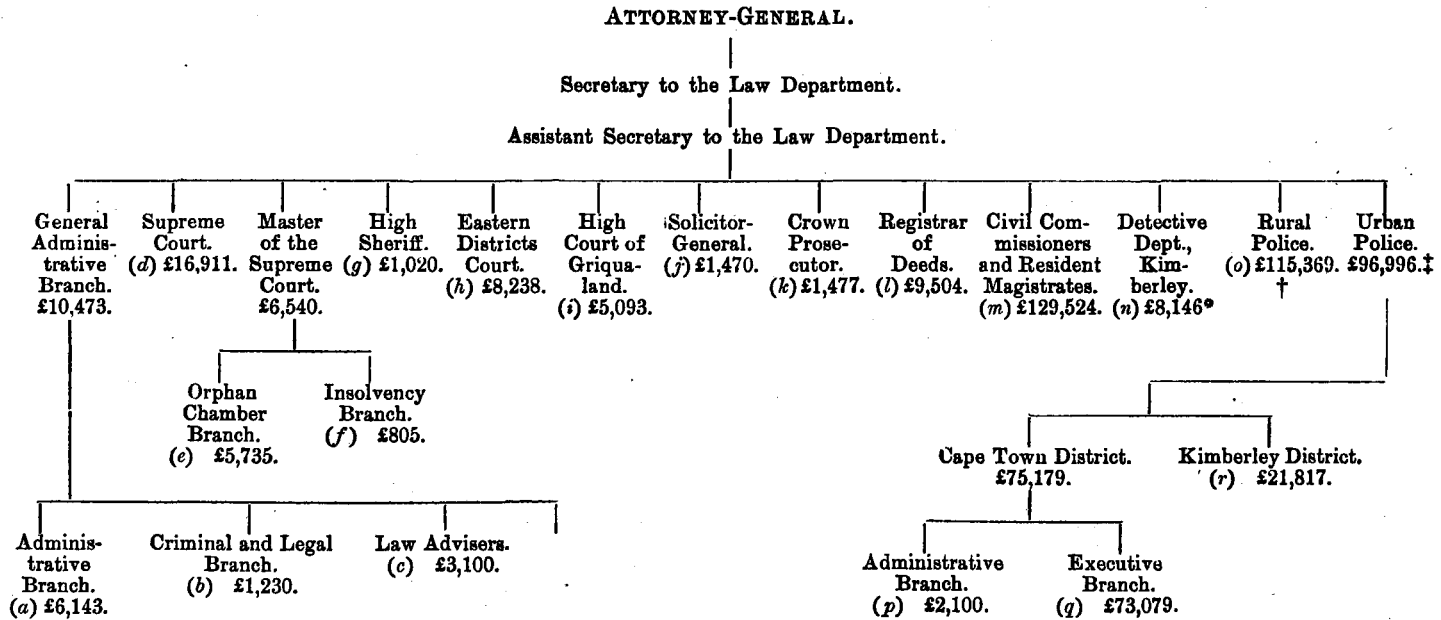 ATTORNEY-GENERAL.
Secretary to the Law Department.
Assistant Secretary to the Law Department.
General
Adminis-
trative
Branch.
£10,473.
Supreme
Court.
(d) £16,911.
Master
of the
Supreme
Court.
£6,540.
High
Sheriff.
(g) £1,020.
Eastern
Districts
Court.
(h) £8,238.
High
Court of
Griqua-
land.
(i) £5,093.
Solicitor-
General.
(j) £1,470.
Crown
Prose-
cutor.
(k) £1,477.
Registrar
of
Deeds.
(l) £9,504.
Civil Com-
missioners
and Resident
Magistrates.
(m) £129,524.
Detective
Dept.,
Kim-
berley.
(n) £8,146*
Rural
Police.
(o) £115,369.
†
Urban
Police.
£96,996.‡
Orphan
Chamber
Branch.
(e) £5,735.
Insolvency
Branch.
(f) £805.
Cape Town District.
£75,179.
Kimberley District.
(r) £21,817.
Adminis-
trative
Branch.
(a) £6,143.
Criminal and Legal
Branch.
(b) £1,230.
Law Advisers.
(c) £3,100.
Administrative
Branch.
(p) £2,100.
Executive
Branch.
(q) £73,079.